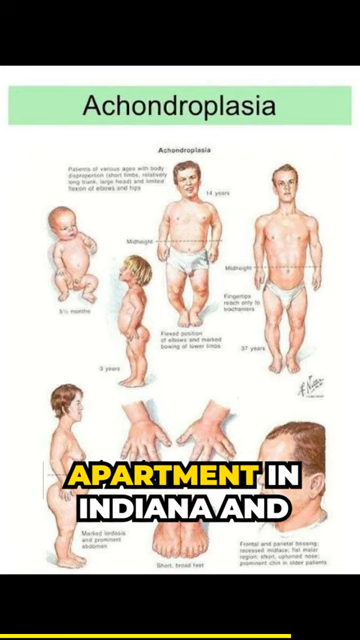 Achondroplasia
Achondroplasia
Patients of various ages with body
disproportion (short limbs, relatively
long trunk, large head) and limited
flexion of elbows and hips
14 years
Midheight
Midheight
5½ months
Fingertips
reach only to
trochanters
Flexed position
of elbows and marked
bowing of lower limbs
37 years
3 years
APARTMENT IN
INDIANA AND
Marked lordosis
and prominent
abdomen
Short, broad feet
Frontal and parietal bossing;
recessed midface; flat malar
region; short, upturned nose;
prominent chin in older patients